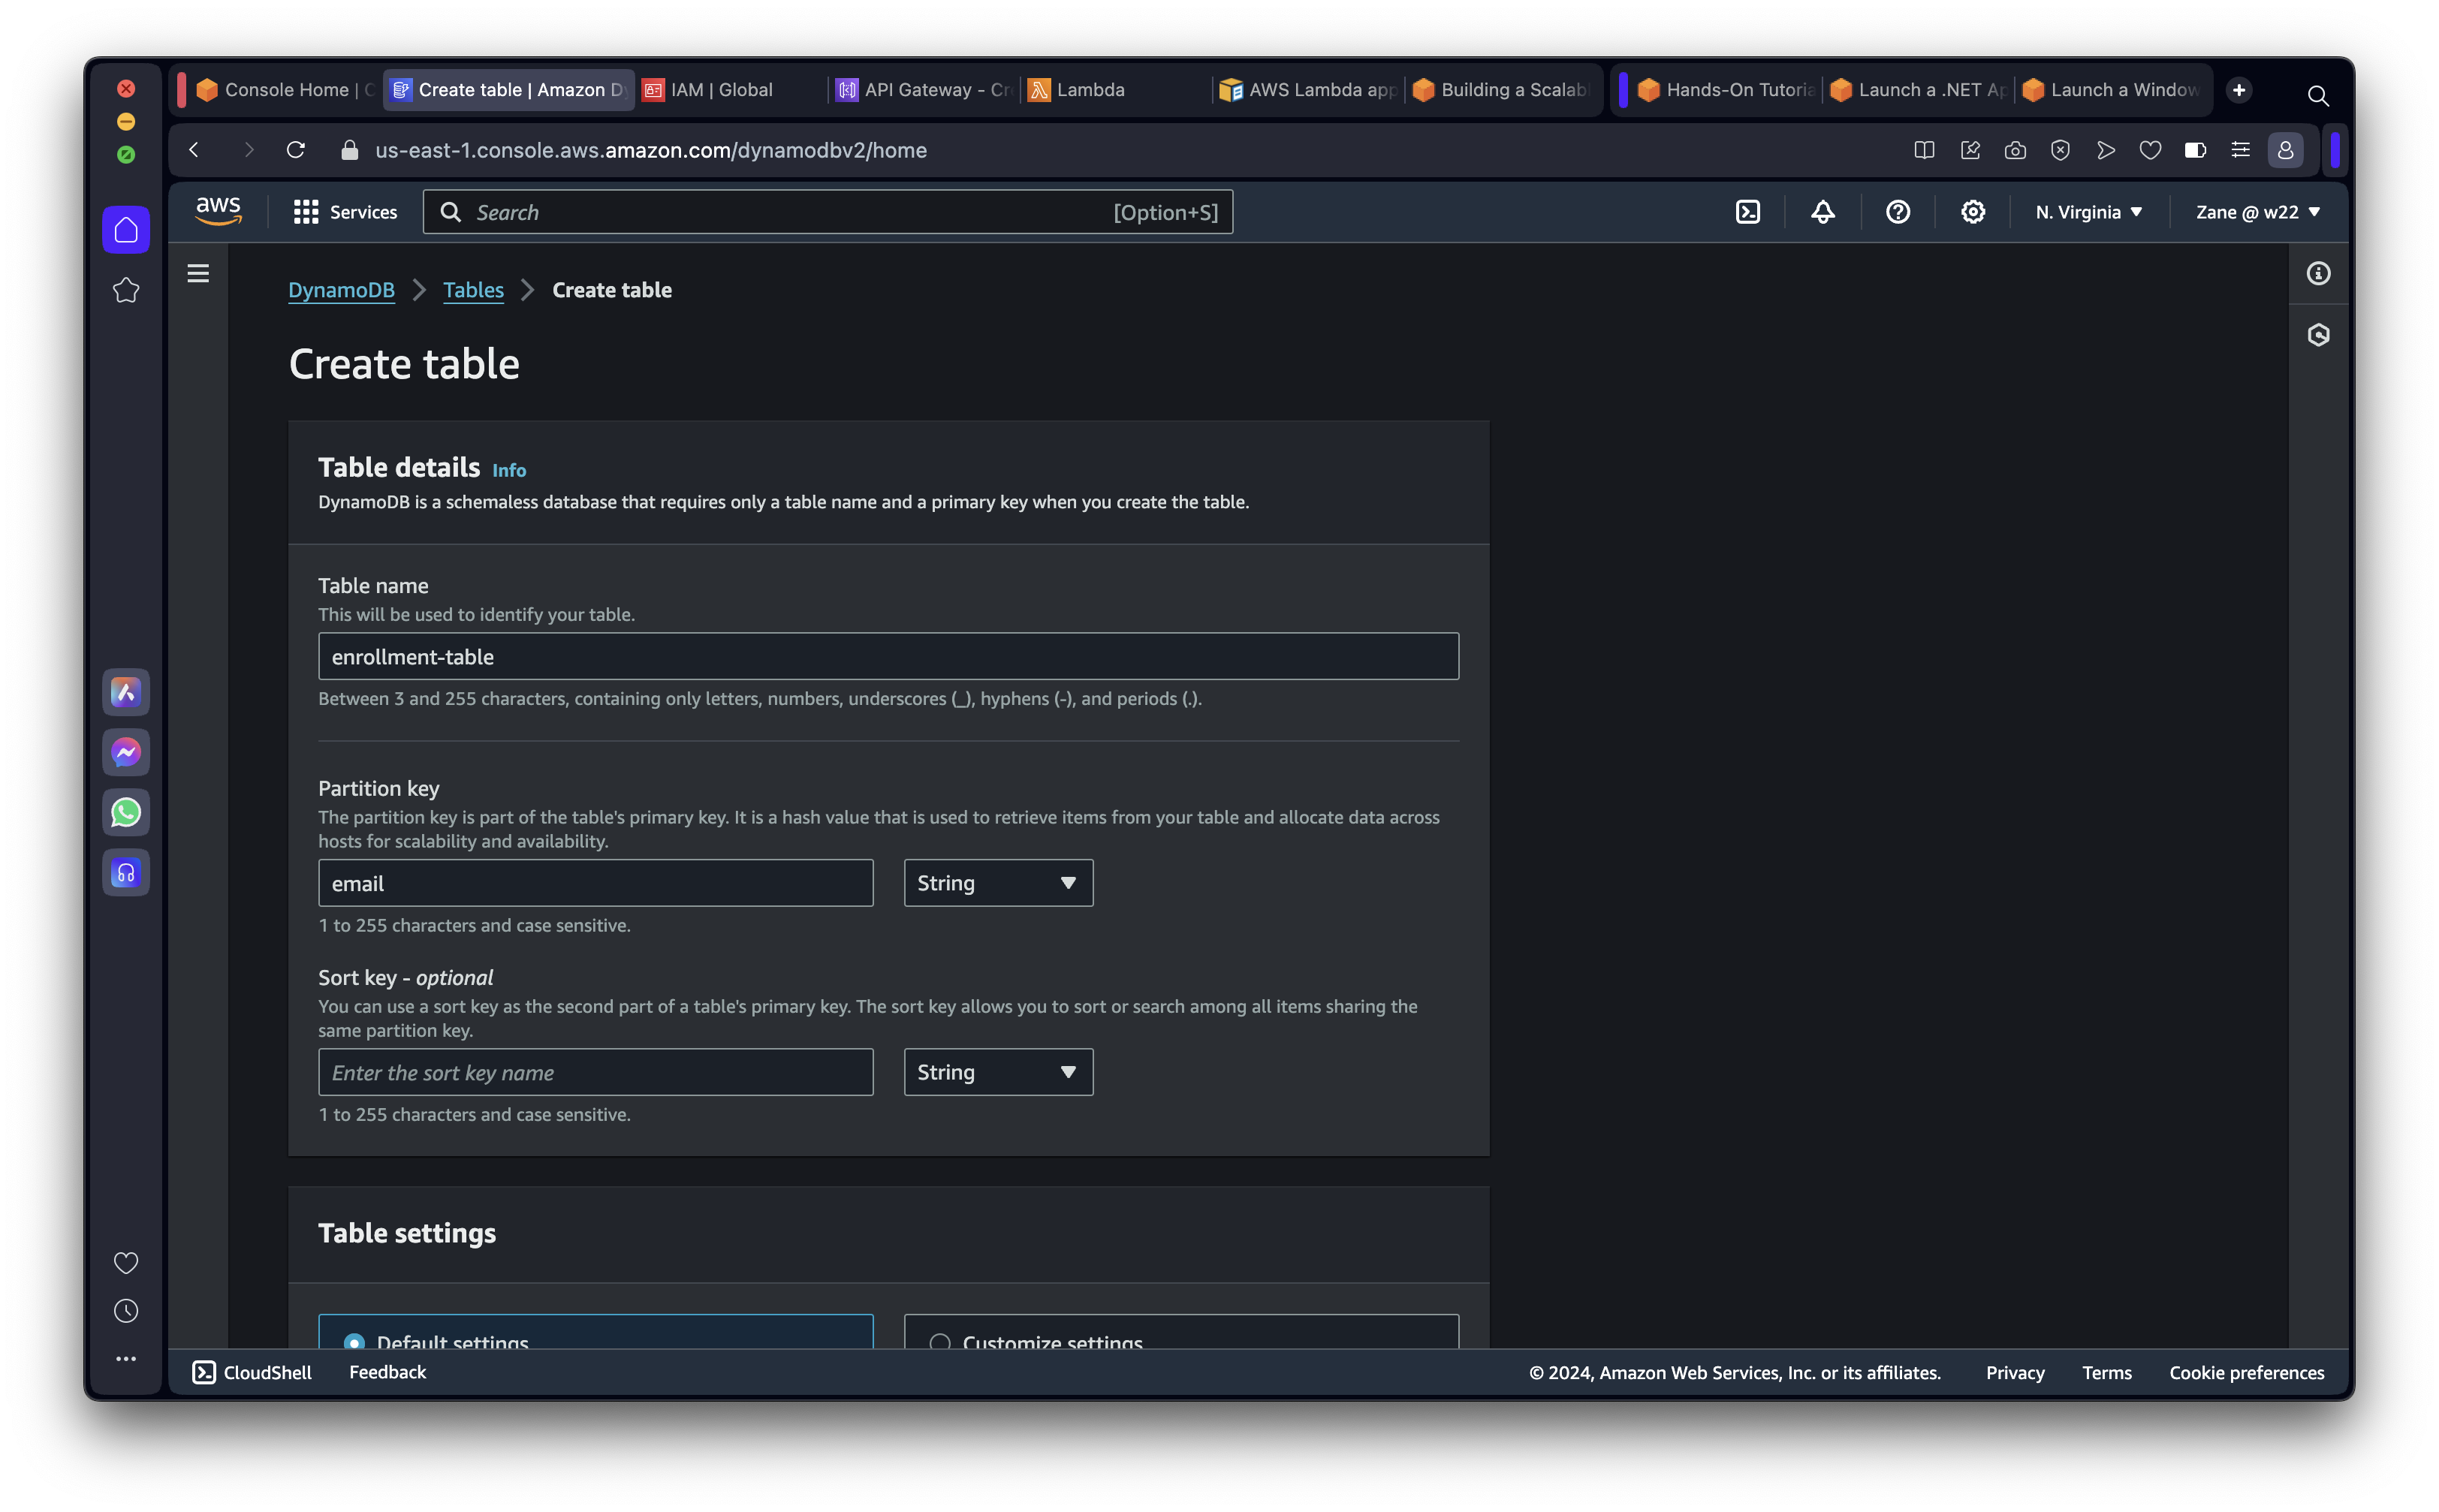 Console Home | C
Create table | Amazon Dy
IAM | Global
API Gateway - Cre
Lambda
AWS Lambda app
Building a Scalabl
Hands-On Tutoria
Launch a .NET Ap
Launch a Window
us-east-1.console.aws.amazon.com/dynamodbv2/home
aws
Services
Search
[Option+S]
N. Virginia
Zane @ w22
DynamoDB
Tables
Create table
Create table
Table details Info
DynamoDB is a schemaless database that requires only a table name and a primary key when you create the table.
Table name
This will be used to identify your table.
enrollment-table
Between 3 and 255 characters, containing only letters, numbers, underscores (_), hyphens (-), and periods (.).
Partition key
The partition key is part of the table's primary key. It is a hash value that is used to retrieve items from your table and allocate data across
hosts for scalability and availability.
email
String
1 to 255 characters and case sensitive.
Sort key - optional
You can use a sort key as the second part of a table's primary key. The sort key allows you to sort or search among all items sharing the
same partition key.
Enter the sort key name
String
1 to 255 characters and case sensitive.
Table settings
Default settings
Customize settings
CloudShell
Feedback
© 2024, Amazon Web Services, Inc. or its affiliates.
Privacy
Terms
Cookie preferences